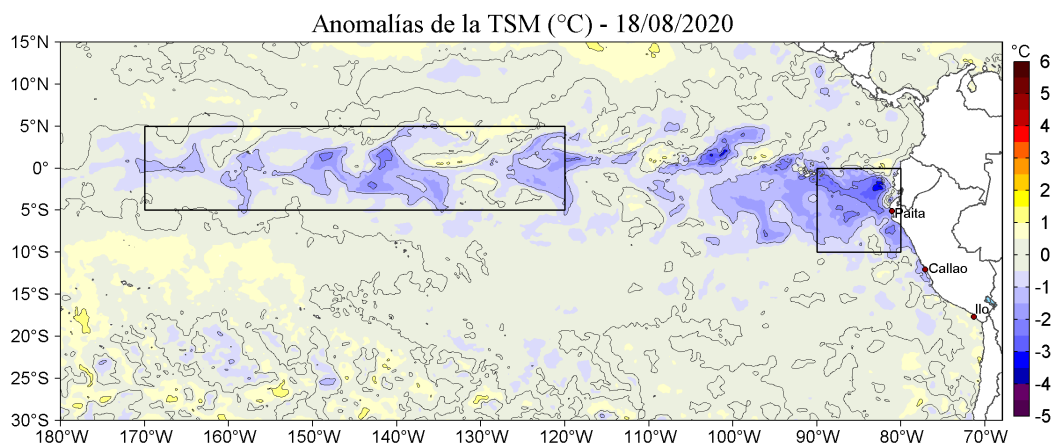 Anomalías de la TSM (°C) - 18/08/2020
15°N
10°N
5°N
0°
5°S
10°S
15°S
20°S
25°S
30°S
180°W
170°W
160°W
150°W
140°W
130°W
120°W
110°W
100°W
90°W
80°W
70°W
Paita
Callao
Ilo
°C
6
5
4
3
2
1
0
-1
-2
-3
-4
-5